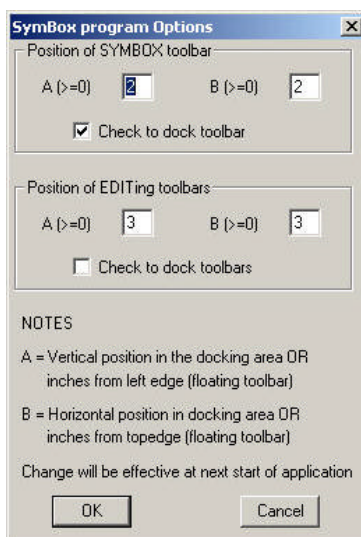 SymBox program Options
Position of SYMBOX toolbar
A (>=0) 2 B (>=0) 2
Check to dock toolbar
Position of EDITing toolbars
A (>=0) 3 B (>=0) 3
Check to dock toolbars
NOTES
A = Vertical position in the docking area OR
inches from left edge (floating toolbar)
B = Horizontal position in docking area OR
inches from topedge (floating toolbar)
Change will be effective at next start of application
OK Cancel